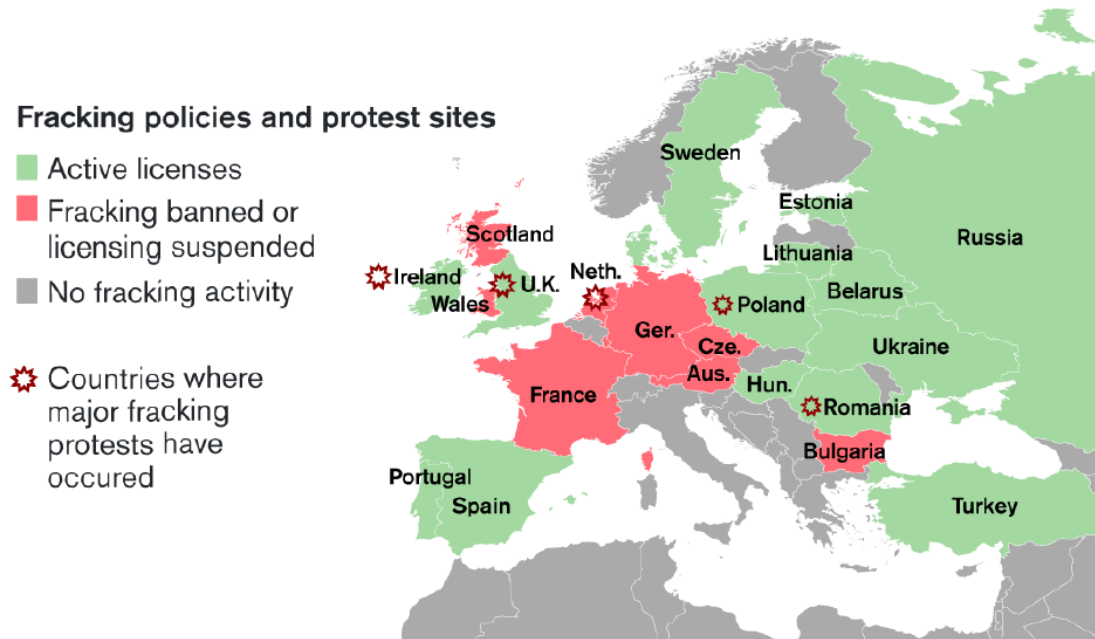 Fracking policies and protest sites
Active licenses
Fracking banned or
licensing suspended
No fracking activity
Countries where
major fracking
protests have
occured
Sweden
Estonia
Russia
Scotland
Lithuania
Ireland
U.K.
Neth.
Belarus
Wales
Poland
Ger.
Cze.
Ukraine
Aus.
Hun.
France
Romania
Bulgaria
Portugal
Spain
Turkey